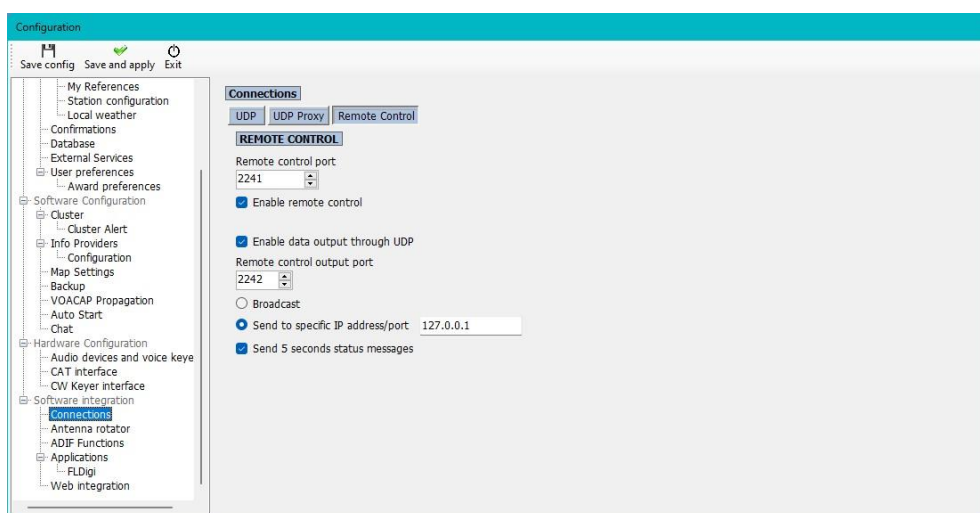 Configuration
Save config Save and apply Exit
My References
Station configuration
Local weather
Confirmations
Database
External Services
User preferences
Award preferences
Software Configuration
Cluster
Cluster Alert
Info Providers
Configuration
Map Settings
Backup
VOACAP Propagation
Auto Start
Chat
Hardware Configuration
Audio devices and voice keye
CAT interface
CW Keyer interface
Software integration
Connections
Antenna rotator
ADIF Functions
Applications
FLDigi
Web integration
Connections
UDP UDP Proxy Remote Control
REMOTE CONTROL
Remote control port
2241
Enable remote control
Enable data output through UDP
Remote control output port
2242
Broadcast
Send to specific IP address/port 127.0.0.1
Send 5 seconds status messages